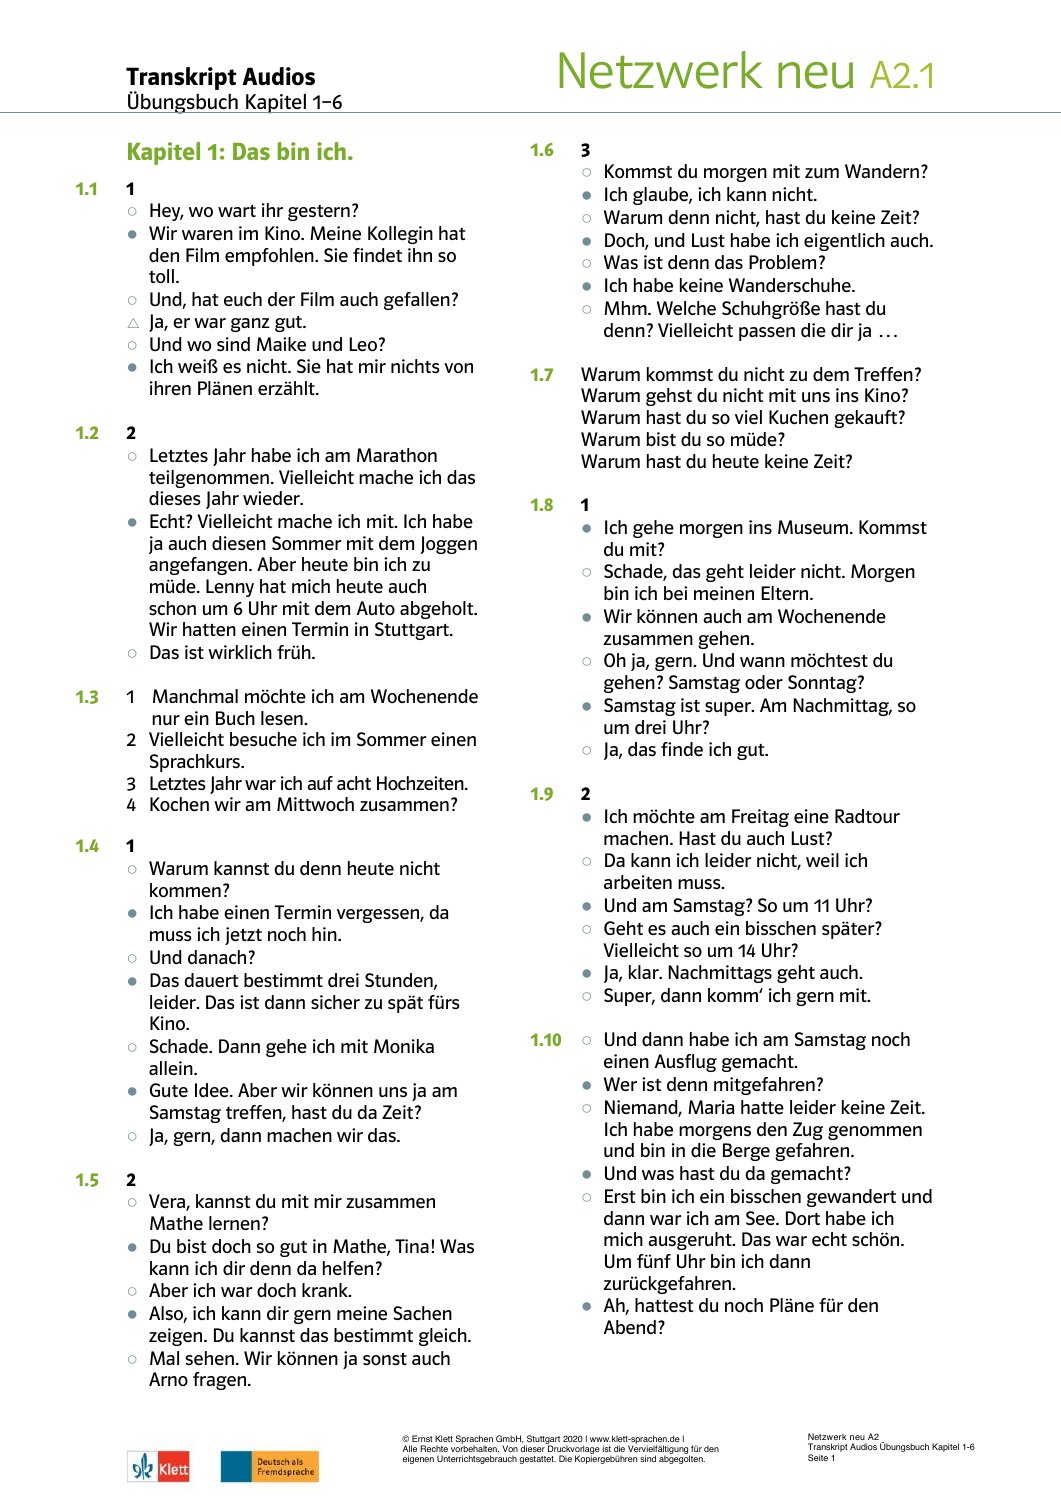 Transkript Audios
Übungsbuch Kapitel 1–6
Netzwerk neu A2.1
Kapitel 1: Das bin ich.
1.1 1
○ Hey, wo wart ihr gestern?
● Wir waren im Kino. Meine Kollegin hat
den Film empfohlen. Sie findet ihn so
toll.
○ Und, hat euch der Film auch gefallen?
△ Ja, er war ganz gut.
○ Und wo sind Maike und Leo?
● Ich weiß es nicht. Sie hat mir nichts von
ihren Plänen erzählt.
1.2 2
○ Letztes Jahr habe ich am Marathon
teilgenommen. Vielleicht mache ich das
dieses Jahr wieder.
● Echt? Vielleicht mache ich mit. Ich habe
ja auch diesen Sommer mit dem Joggen
angefangen. Aber heute bin ich zu
müde. Lenny hat mich heute auch
schon um 6 Uhr mit dem Auto abgeholt.
Wir hatten einen Termin in Stuttgart.
○ Das ist wirklich früh.
1.3 1 Manchmal möchte ich am Wochenende
nur ein Buch lesen.
2 Vielleicht besuche ich im Sommer einen
Sprachkurs.
3 Letztes Jahr war ich auf acht Hochzeiten.
4 Kochen wir am Mittwoch zusammen?
1.4 1
○ Warum kannst du denn heute nicht
kommen?
● Ich habe einen Termin vergessen, da
muss ich jetzt noch hin.
○ Und danach?
● Das dauert bestimmt drei Stunden,
leider. Das ist dann sicher zu spät fürs
Kino.
○ Schade. Dann gehe ich mit Monika
allein.
● Gute Idee. Aber wir können uns ja am
Samstag treffen, hast du da Zeit?
○ Ja, gern, dann machen wir das.
1.5 2
○ Vera, kannst du mit mir zusammen
Mathe lernen?
● Du bist doch so gut in Mathe, Tina! Was
kann ich dir denn da helfen?
○ Aber ich war doch krank.
● Also, ich kann dir gern meine Sachen
zeigen. Du kannst das bestimmt gleich.
○ Mal sehen. Wir können ja sonst auch
Arno fragen.
1.6 3
○ Kommst du morgen mit zum Wandern?
● Ich glaube, ich kann nicht.
○ Warum denn nicht, hast du keine Zeit?
● Doch, und Lust habe ich eigentlich auch.
○ Was ist denn das Problem?
● Ich habe keine Wanderschuhe.
○ Mhm. Welche Schuhgröße hast du
denn? Vielleicht passen die dir ja …
1.7 Warum kommst du nicht zu dem Treffen?
Warum gehst du nicht mit uns ins Kino?
Warum hast du so viel Kuchen gekauft?
Warum bist du so müde?
Warum hast du heute keine Zeit?
1.8 1
● Ich gehe morgen ins Museum. Kommst
du mit?
○ Schade, das geht leider nicht. Morgen
bin ich bei meinen Eltern.
● Wir können auch am Wochenende
zusammen gehen.
○ Oh ja, gern. Und wann möchtest du
gehen? Samstag oder Sonntag?
● Samstag ist super. Am Nachmittag, so
um drei Uhr?
○ Ja, das finde ich gut.
1.9 2
● Ich möchte am Freitag eine Radtour
machen. Hast du auch Lust?
○ Da kann ich leider nicht, weil ich
arbeiten muss.
● Und am Samstag? So um 11 Uhr?
○ Geht es auch ein bisschen später?
Vielleicht so um 14 Uhr?
● Ja, klar. Nachmittags geht auch.
○ Super, dann komm‘ ich gern mit.
1.10 ○ Und dann habe ich am Samstag noch
einen Ausflug gemacht.
● Wer ist denn mitgefahren?
○ Niemand, Maria hatte leider keine Zeit.
Ich habe morgens den Zug genommen
und bin in die Berge gefahren.
● Und was hast du da gemacht?
○ Erst bin ich ein bisschen gewandert und
dann war ich am See. Dort habe ich
mich ausgeruht. Das war echt schön.
Um fünf Uhr bin ich dann
zurückgefahren.
● Ah, hattest du noch Pläne für den
Abend?
Klett
Deutsch als
Fremdsprache
© Ernst Klett Sprachen GmbH, Stuttgart 2020 | www.klett-sprachen.de |
Alle Rechte vorbehalten. Von dieser Druckvorlage ist die Vervielfältigung für den
eigenen Unterrichtsgebrauch gestattet. Die Kopiergebühren sind abgegolten.
Netzwerk neu A2
Transkript Audios Übungsbuch Kapitel 1-6
Seite 1